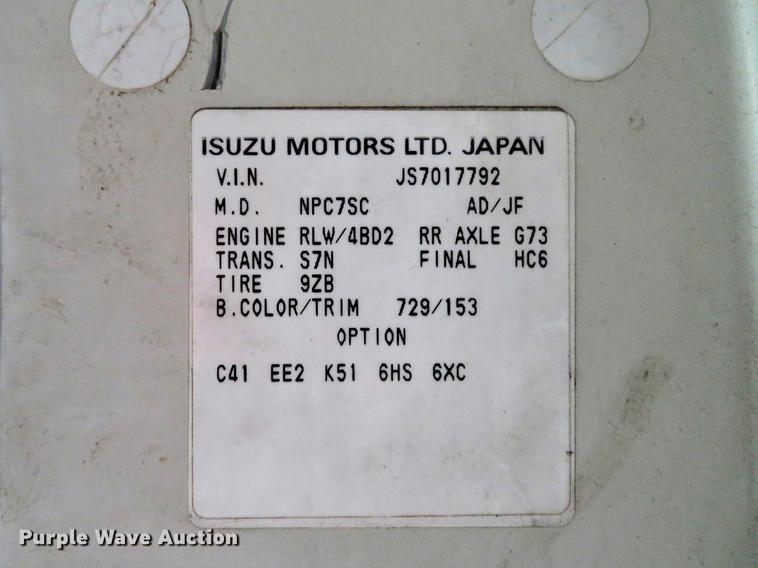 ISUZU MOTORS LTD. JAPAN
V.I.N. JS7017792
M.D. NPC7SC AD/JF
ENGINE RLW/4BD2 RR AXLE G73
TRANS. S7N FINAL HC6
TIRE 9ZB
B.COLOR/TRIM 729/153
OPTION
C41 EE2 K51 6HS 6XC
Purple Wave Auction